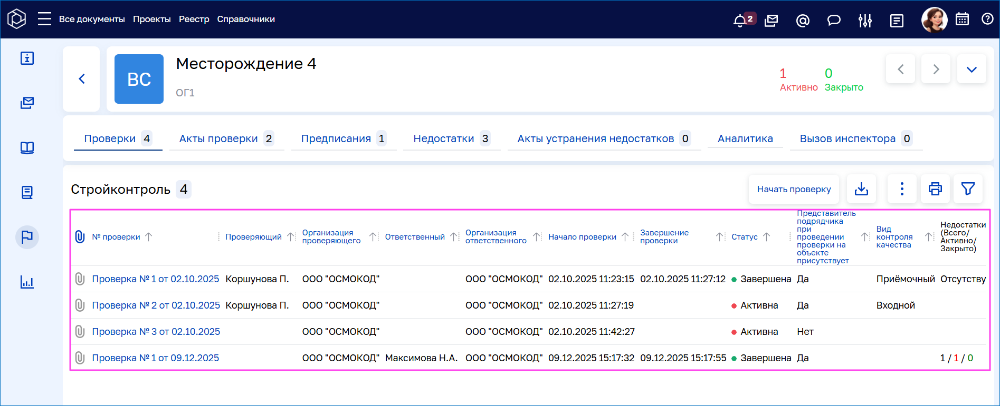 Все документы Проекты Реестр Справочники 2
ВС
Месторождение 4
ОГ1
1 Активно
0 Закрыто
Проверки 4 Акты проверки 2 Предписания 1 Недостатки 3 Акты устранения недостатков 0 Аналитика Вызов инспектора 0
Стройконтроль 4 Начать проверку
№ проверки
Проверяющий
Организация
проверяющего
Ответственный
Организация
ответственного
Начало проверки
Завершение
проверки
Статус
Представитель
подрядчика
при
проведении
проверки на
объекте
присутствует
Вид
контроля
качества
Недостатки
(Всего/
Активно/
Закрыто)
Проверка № 1 от 02.10.2025 Коршунова П. ООО "ОСМОКОД" ООО "ОСМОКОД" 02.10.2025 11:23:15 02.10.2025 11:27:12 Завершена Да Приёмочный Отсутству
Проверка № 2 от 02.10.2025 Коршунова П. ООО "ОСМОКОД" ООО "ОСМОКОД" 02.10.2025 11:27:19 Активна Да Входной
Проверка № 3 от 02.10.2025 ООО "ОСМОКОД" ООО "ОСМОКОД" 02.10.2025 11:42:27 Активна Нет
Проверка № 1 от 09.12.2025 ООО "ОСМОКОД" Максимова Н.А. ООО "ОСМОКОД" 09.12.2025 15:17:32 09.12.2025 15:17:55 Завершена Да 1 / 1 / 0